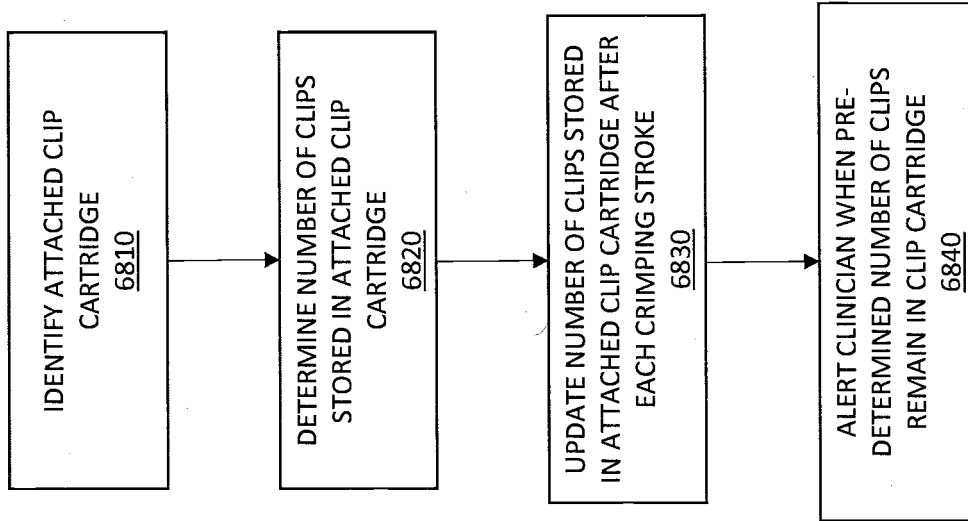 IDENTIFY ATTACHED CLIP
CARTRIDGE
6810
DETERMINE NUMBER OF CLIPS
STORED IN ATTACHED CLIP
CARTRIDGE
6820
UPDATE NUMBER OF CLIPS STORED
IN ATTACHED CLIP CARTRIDGE AFTER
EACH CRIMPING STROKE
6830
ALERT CLINICIAN WHEN PRE-
DETERMINED NUMBER OF CLIPS
REMAIN IN CLIP CARTRIDGE
6840